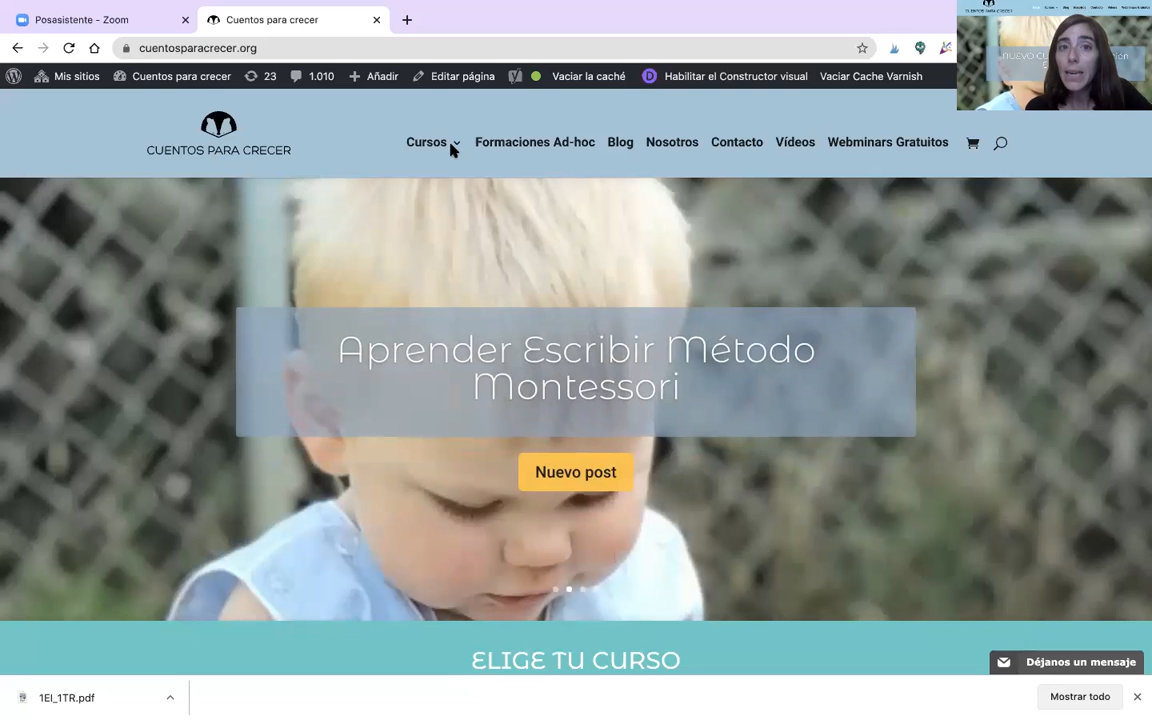 Posasistente - Zoom
Cuentos para crecer
cuentosparacrecer.org
Mis sitios Cuentos para crecer 23 1.010 Añadir Editar página Vaciar la caché Habilitar el Constructor visual Vaciar Cache Varnish
CUENTOS PARA CRECER
Cursos Formaciones Ad-hoc Blog Nosotros Contacto Vídeos Webminars Gratuitos
Aprender Escribir Método
Montessori
Nuevo post
ELIGE TU CURSO
Déjanos un mensaje
1EI_1TR.pdf
Mostrar todo